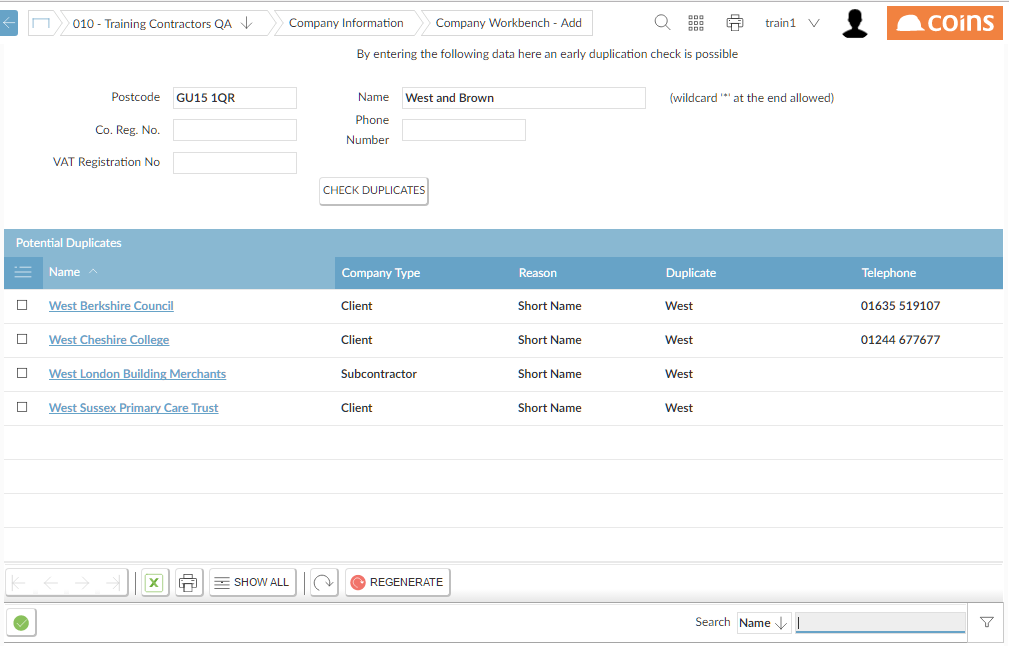 010 - Training Contractors QA Company Information Company Workbench - Add train1 coins
By entering the following data here an early duplication check is possible
Postcode GU15 1QR Name West and Brown (wildcard '*' at the end allowed)
Co. Reg. No. Phone Number
VAT Registration No
CHECK DUPLICATES
Potential Duplicates
Name Company Type Reason Duplicate Telephone
West Berkshire Council Client Short Name West 01635 519107
West Cheshire College Client Short Name West 01244 677677
West London Building Merchants Subcontractor Short Name West
West Sussex Primary Care Trust Client Short Name West
X SHOW ALL REGENERATE
Search Name